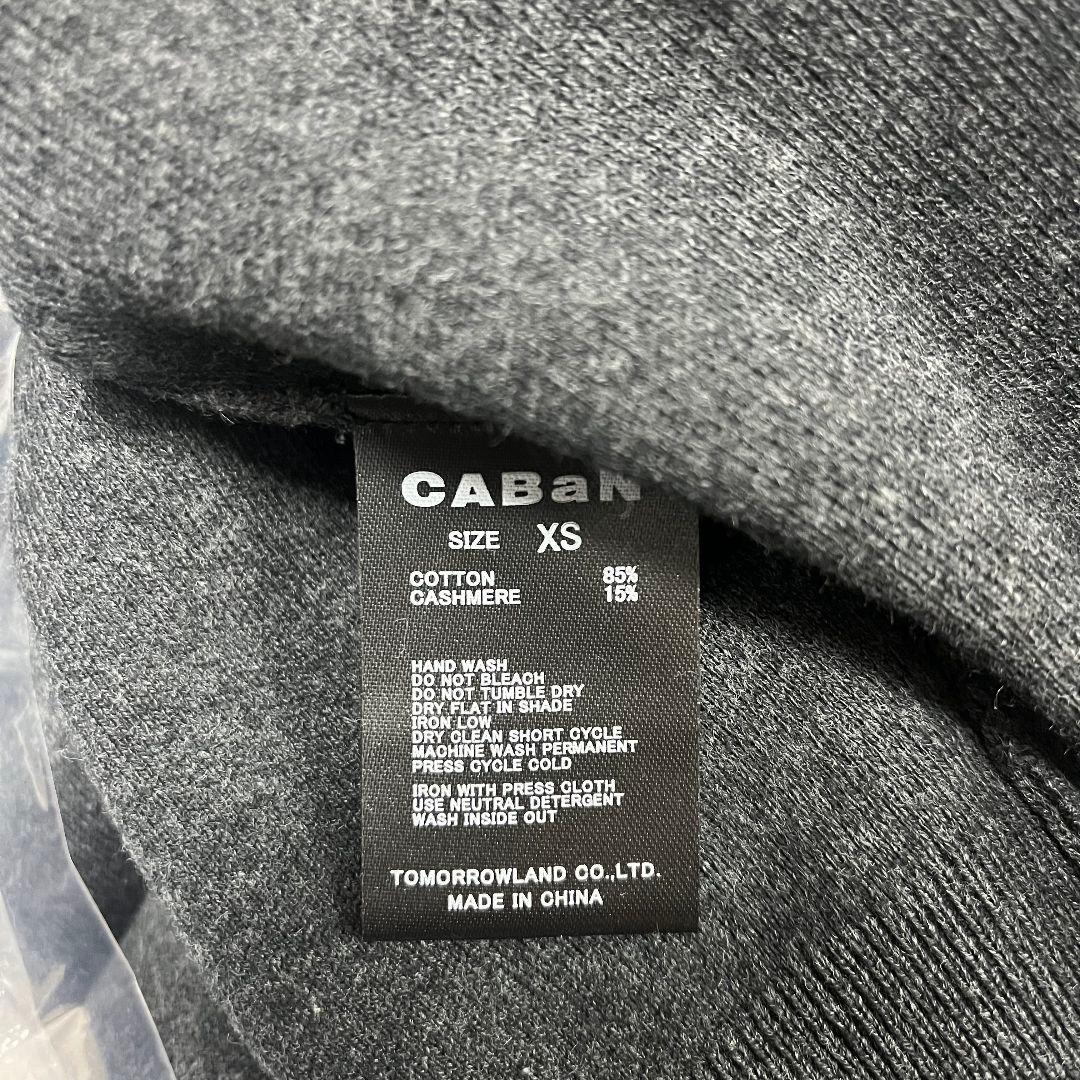 CABaN
SIZE XS
COTTON 85%
CASHMERE 15%
HAND WASH
DO NOT BLEACH
DO NOT TUMBLE DRY
DRY FLAT IN SHADE
IRON LOW
DRY CLEAN SHORT CYCLE
MACHINE WASH PERMANENT
PRESS CYCLE COLD
IRON WITH PRESS CLOTH
USE NEUTRAL DETERGENT
WASH INSIDE OUT
TOMORROWLAND CO.,LTD.
MADE IN CHINA